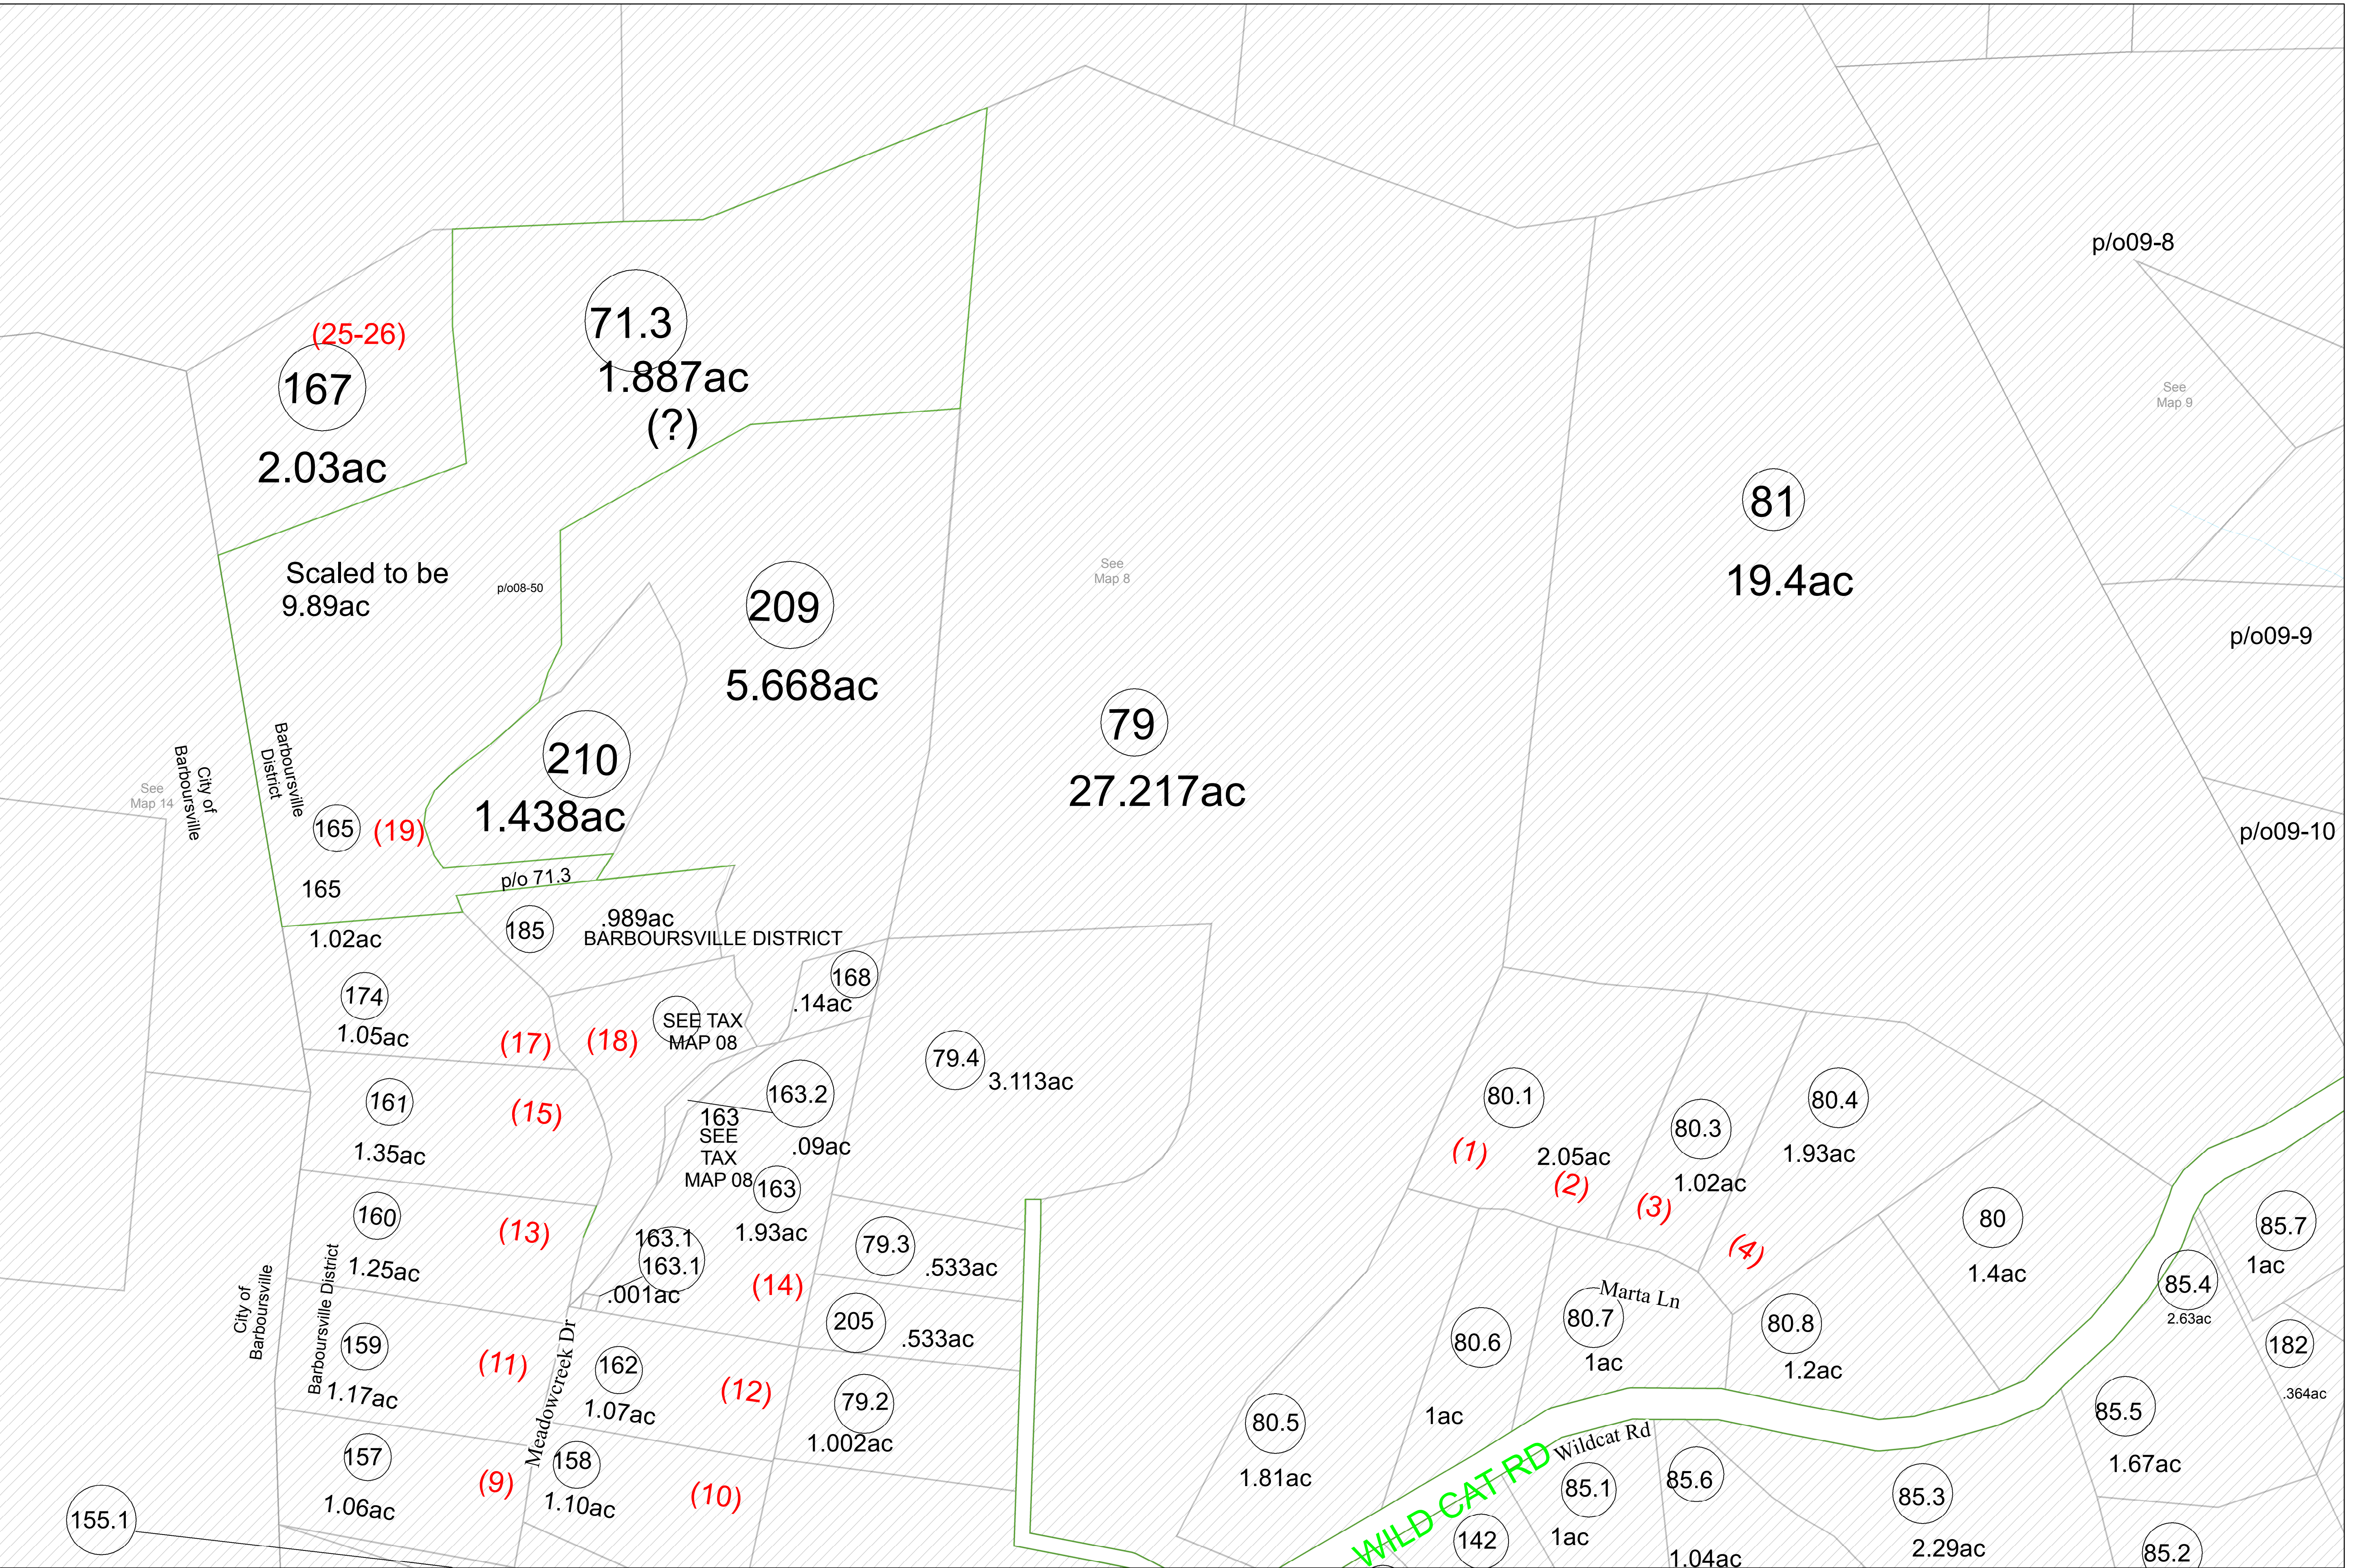 p/o09-8
(25-26)
71.3
1.887ac
(?)
167
2.03ac
See
Map 9
81
19.4ac
Scaled to be
9.89ac
p/o08-50
209
5.668ac
See
Map 8
p/o09-9
79
27.217ac
City of
Barboursville
Barboursville
District
See
Map 14
210
1.438ac
165
(19)
165
p/o 71.3
p/o09-10
1.02ac
185
.989ac
BARBOURSVILLE DISTRICT
168
.14ac
174
1.05ac
(17)
(18)
SEE TAX
MAP 08
79.4
3.113ac
163.2
.09ac
163
SEE
TAX
MAP 08
163
1.93ac
161
1.35ac
(15)
80.1
(1)
2.05ac
(2)
80.3
1.02ac
(3)
80.4
1.93ac
(4)
80
1.4ac
85.7
1ac
85.4
2.63ac
160
1.25ac
(13)
163.1
163.1
.001ac
(14)
79.3
.533ac
205
.533ac
City of
Barboursville
Barboursville District
159
1.17ac
(11)
Meadowcreek Dr
162
1.07ac
(12)
79.2
1.002ac
80.6
1ac
80.7
1ac
Marta Ln
80.8
1.2ac
182
.364ac
80.5
1.81ac
85.5
1.67ac
157
1.06ac
(9)
158
1.10ac
(10)
155.1
WILD CAT RD
Wildcat Rd
142
85.1
1ac
85.6
1.04ac
85.3
2.29ac
85.2